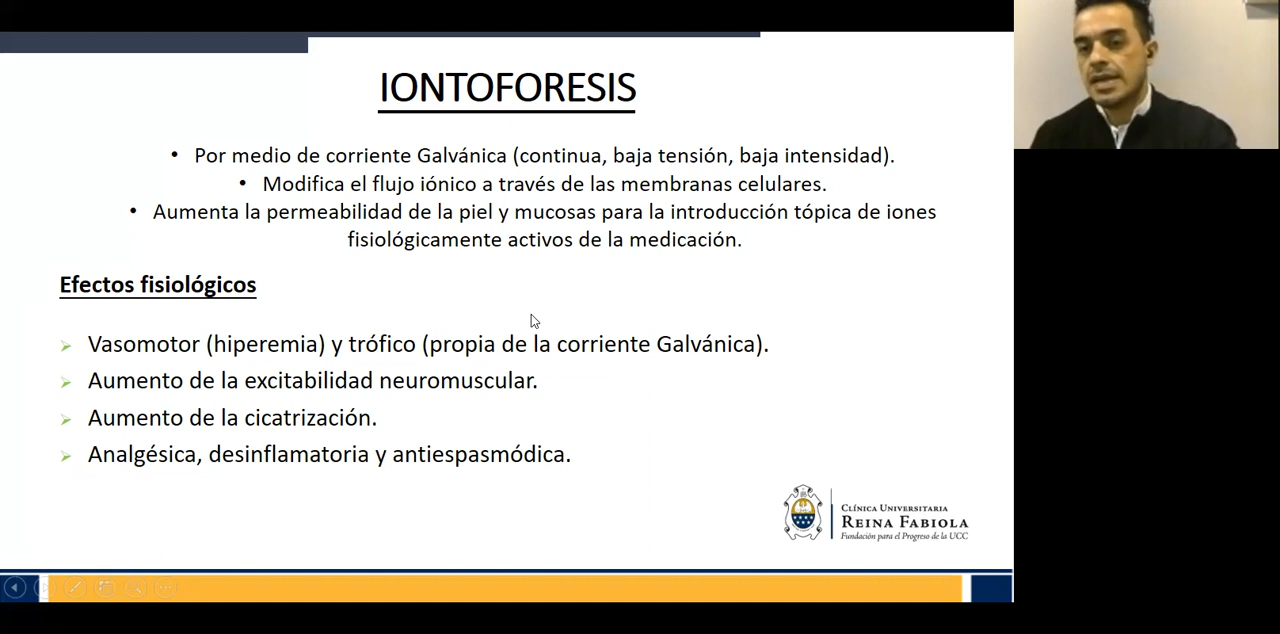 IONTOFORESIS
• Por medio de corriente Galvánica (continua, baja tensión, baja intensidad).
• Modifica el flujo iónico a través de las membranas celulares.
• Aumenta la permeabilidad de la piel y mucosas para la introducción tópica de iones
fisiológicamente activos de la medicación.
Efectos fisiológicos
➢ Vasomotor (hiperemia) y trófico (propia de la corriente Galvánica).
➢ Aumento de la excitabilidad neuromuscular.
➢ Aumento de la cicatrización.
➢ Analgésica, desinflamatoria y antiespasmódica.
CLÍNICA UNIVERSITARIA
REINA FABIOLA
Fundación para el Progreso de la UCC